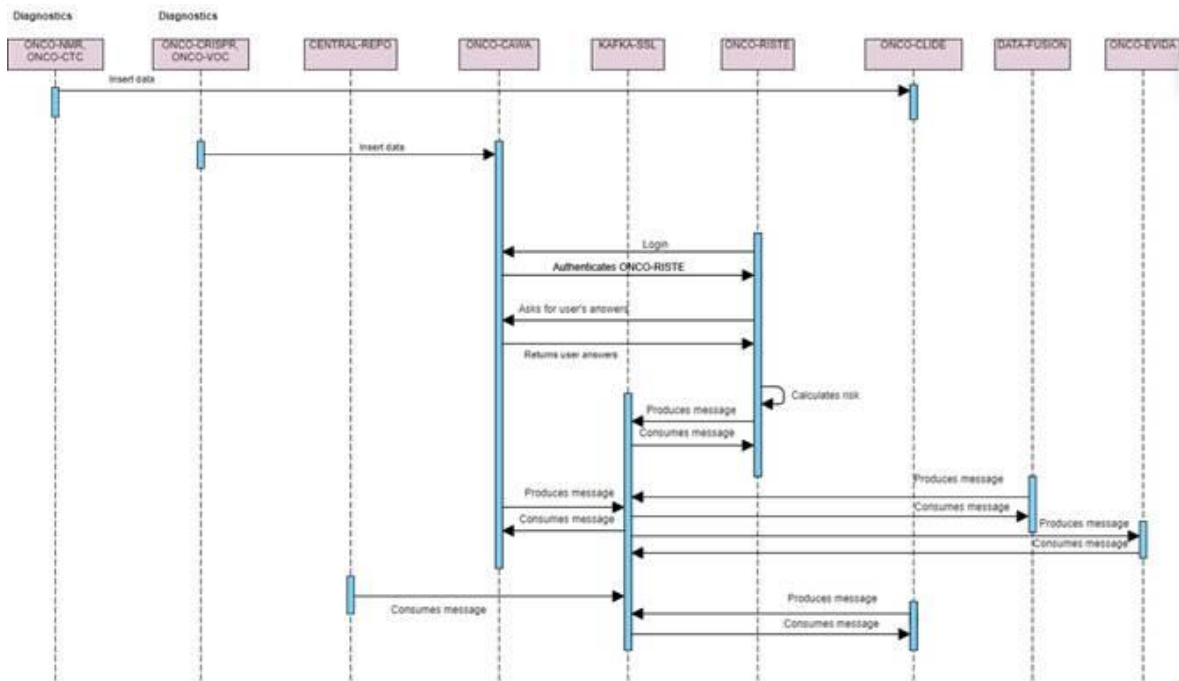 Diagnostics
Diagnostics
ONCO-NMR,
ONCO-CTC
ONCO-CRISPR,
ONCO-VOC
CENTRAL-REPO
ONCO-CAWA
KAFKA-SSL
ONCO-RISTE
ONCO-CLIDE
DATA-FUSION
ONCO-EVIDA
Insert data
Insert data
Login
Authenticates ONCO-RISTE
Asks for user's answers
Returns user answers
Calculates risk
Produces message
Consumes message
Produces message
Produces message
Consumes message
Consumes message
Produces message
Consumes message
Consumes message
Produces message
Consumes message